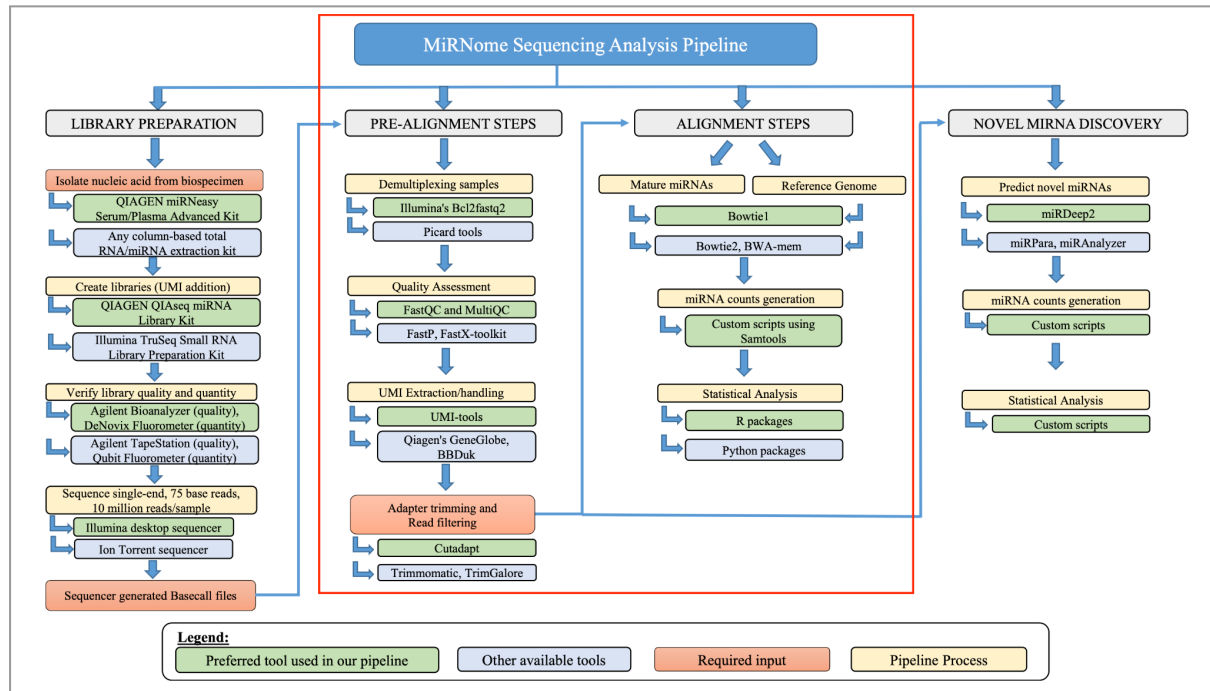 MiRNome Sequencing Analysis Pipeline
LIBRARY PREPARATION
Isolate nucleic acid from biospecimen
QIAGEN miRNeasy
Serum/Plasma Advanced Kit
Any column-based total
RNA/miRNA extraction kit
Create libraries (UMI addition)
QIAGEN QIAseq miRNA
Library Kit
Illumina TruSeq Small RNA
Library Preparation Kit
Verify library quality and quantity
Agilent Bioanalyzer (quality),
DeNovix Fluorometer (quantity)
Agilent TapeStation (quality),
Qubit Fluorometer (quantity)
Sequence single-end, 75 base reads,
10 million reads/sample
Illumina desktop sequencer
Ion Torrent sequencer
Sequencer generated Basecall files
PRE-ALIGNMENT STEPS
Demultiplexing samples
Illumina's Bcl2fastq2
Picard tools
Quality Assessment
FastQC and MultiQC
FastP, FastX-toolkit
UMI Extraction/handling
UMI-tools
Qiagen's GeneGlobe,
BBDuk
Adapter trimming and
Read filtering
Cutadapt
Trimmomatic, TrimGalore
ALIGNMENT STEPS
Mature miRNAs
Reference Genome
Bowtie1
Bowtie2, BWA-mem
miRNA counts generation
Custom scripts using
Samtools
Statistical Analysis
R packages
Python packages
NOVEL MIRNA DISCOVERY
Predict novel miRNAs
miRDeep2
miRPara, miRAnalyzer
miRNA counts generation
Custom scripts
Statistical Analysis
Custom scripts
Legend:
Preferred tool used in our pipeline
Other available tools
Required input
Pipeline Process